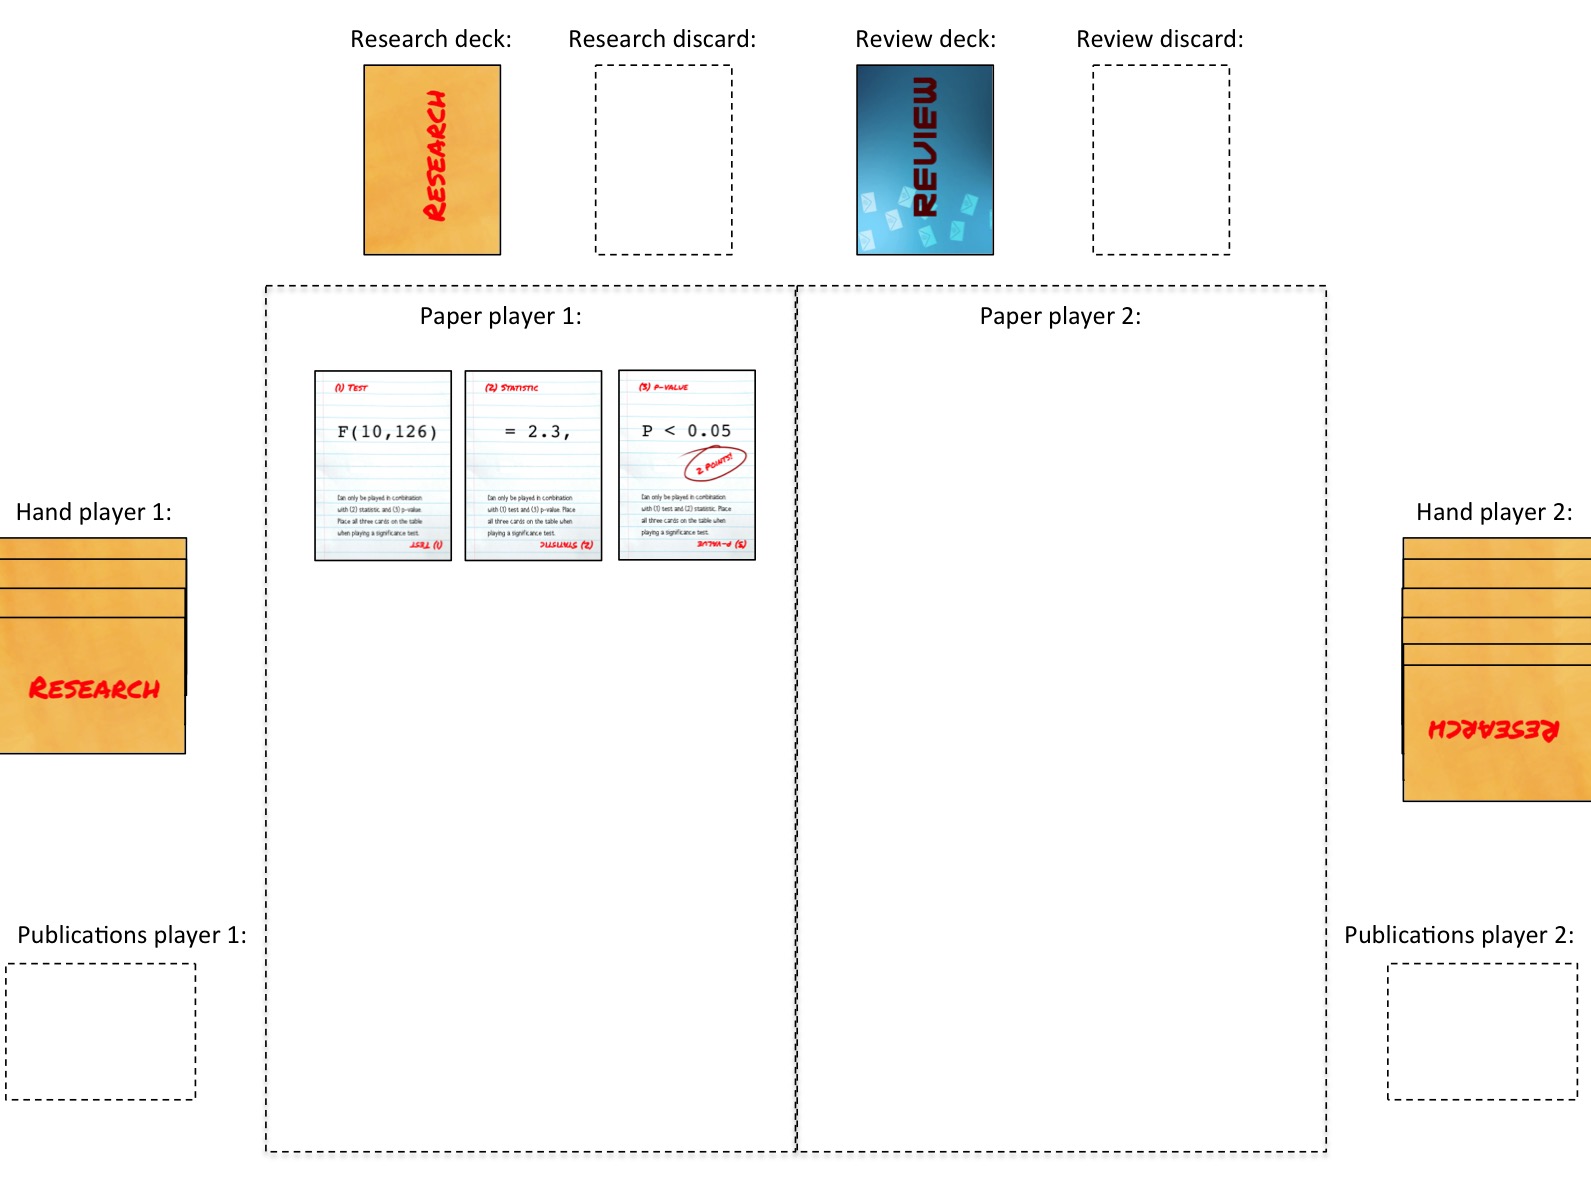 Research deck:
Research discard:
Review deck:
Review discard:
RESEARCH
REVIEW
Paper player 1:
Paper player 2:
(1) TEST
F(10,126)
Can only be played in combination
with (2) statistic and (3) p-value.
Place all three cards on the table
when playing a significance test.
(1) TEST
(2) STATISTIC
= 2.3,
Can only be played in combination
with (1) test and (3) p-value. Place
all three cards on the table when
playing a significance test.
(2) STATISTIC
(3) P-VALUE
P < 0.05
2 POINTS!
Can only be played in combination
with (1) test and (2) statistic. Place
all three cards on the table when
playing a significance test.
(3) P-VALUE
Hand player 1:
RESEARCH
Hand player 2:
RESEARCH
Publications player 1:
Publications player 2: